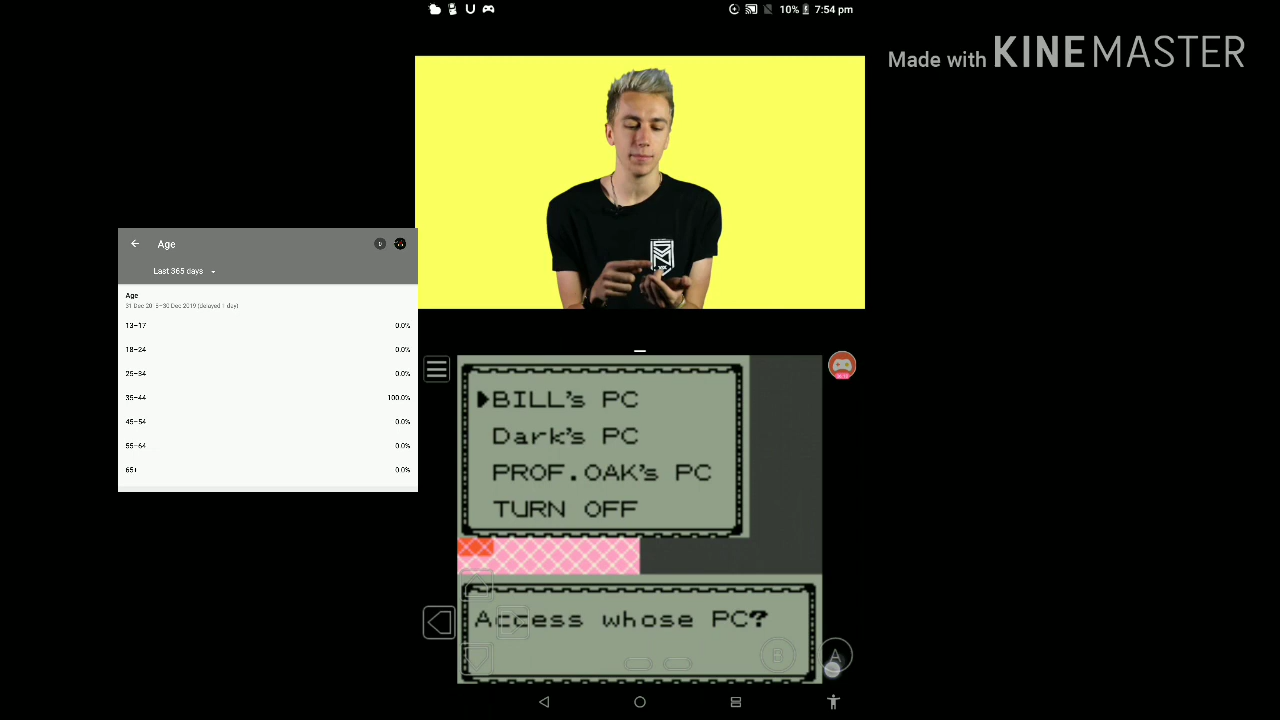 10% 7:54 pm
Made with KINEMASTER
Age
Last 365 days
Age
13–17 0.0%
18–24 0.0%
25–34 0.0%
35–44 100.0%
45–54 0.0%
55–64 0.0%
65+ 0.0%
BILL's PC
Dark's PC
PROF.OAK's PC
TURN OFF
Access whose PC?
B
A